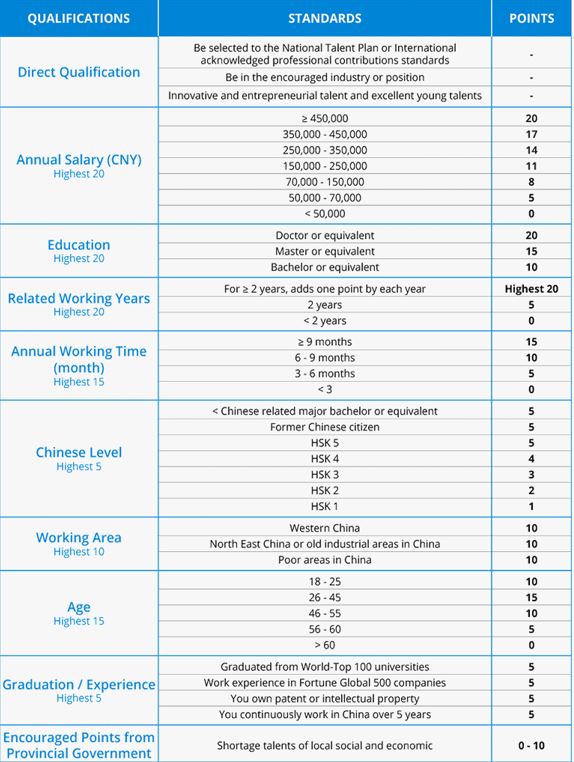 QUALIFICATIONS STANDARDS POINTS
Direct Qualification
Be selected to the National Talent Plan or International
acknowledged professional contributions standards
-
Be in the encouraged industry or position -
Innovative and entrepreneurial talent and excellent young talents -
Annual Salary (CNY)
Highest 20
≥ 450,000 20
350,000 - 450,000 17
250,000 - 350,000 14
150,000 - 250,000 11
70,000 - 150,000 8
50,000 - 70,000 5
< 50,000 0
Education
Highest 20
Doctor or equivalent 20
Master or equivalent 15
Bachelor or equivalent 10
Related Working Years
Highest 20
For ≥ 2 years, adds one point by each year Highest 20
2 years 5
< 2 years 0
Annual Working Time
(month)
Highest 15
≥ 9 months 15
6 - 9 months 10
3 - 6 months 5
< 3 0
Chinese Level
Highest 5
< Chinese related major bachelor or equivalent 5
Former Chinese citizen 5
HSK 5 5
HSK 4 4
HSK 3 3
HSK 2 2
HSK 1 1
Working Area
Highest 10
Western China 10
North East China or old industrial areas in China 10
Poor areas in China 10
Age
Highest 15
18 - 25 10
26 - 45 15
46 - 55 10
56 - 60 5
> 60 0
Graduation / Experience
Highest 5
Graduated from World-Top 100 universities 5
Work experience in Fortune Global 500 companies 5
You own patent or intellectual property 5
You continuously work in China over 5 years 5
Encouraged Points from
Provincial Government
Shortage talents of local social and economic 0 - 10